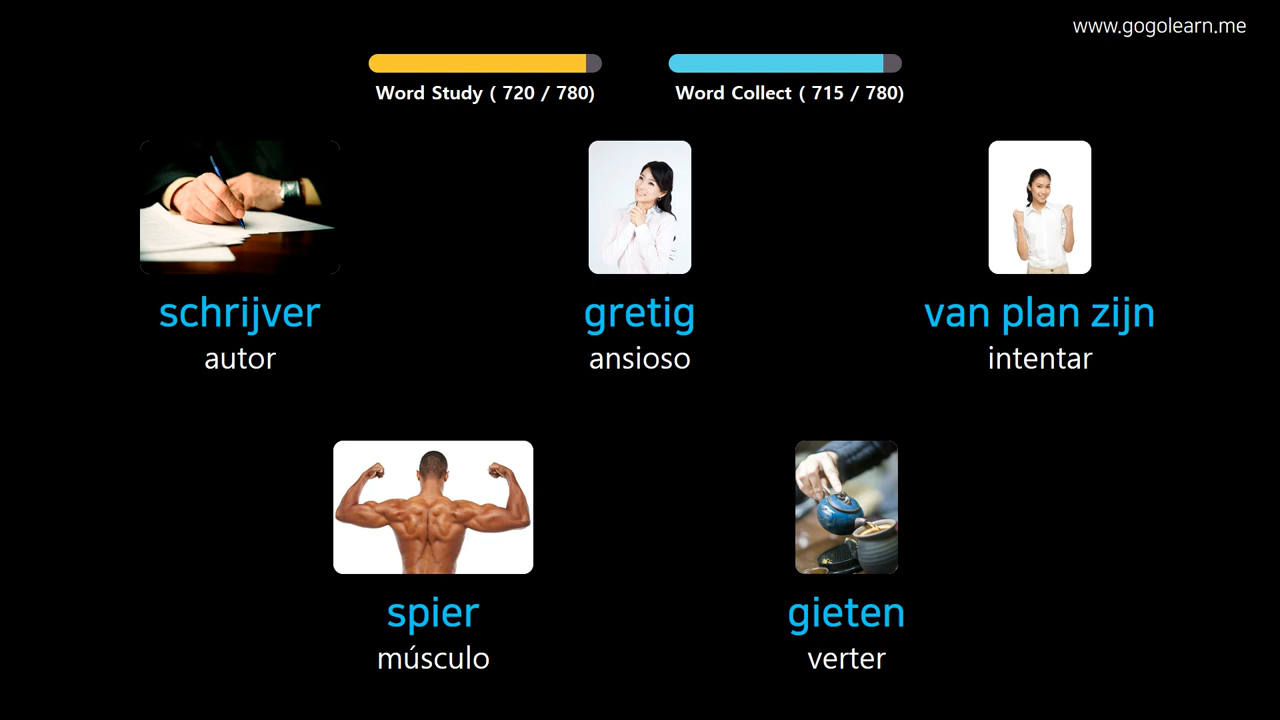 www.gogolearn.me
Word Study ( 720 / 780)
Word Collect ( 715 / 780)
schrijver
autor
gretig
ansioso
van plan zijn
intentar
spier
músculo
gieten
verter